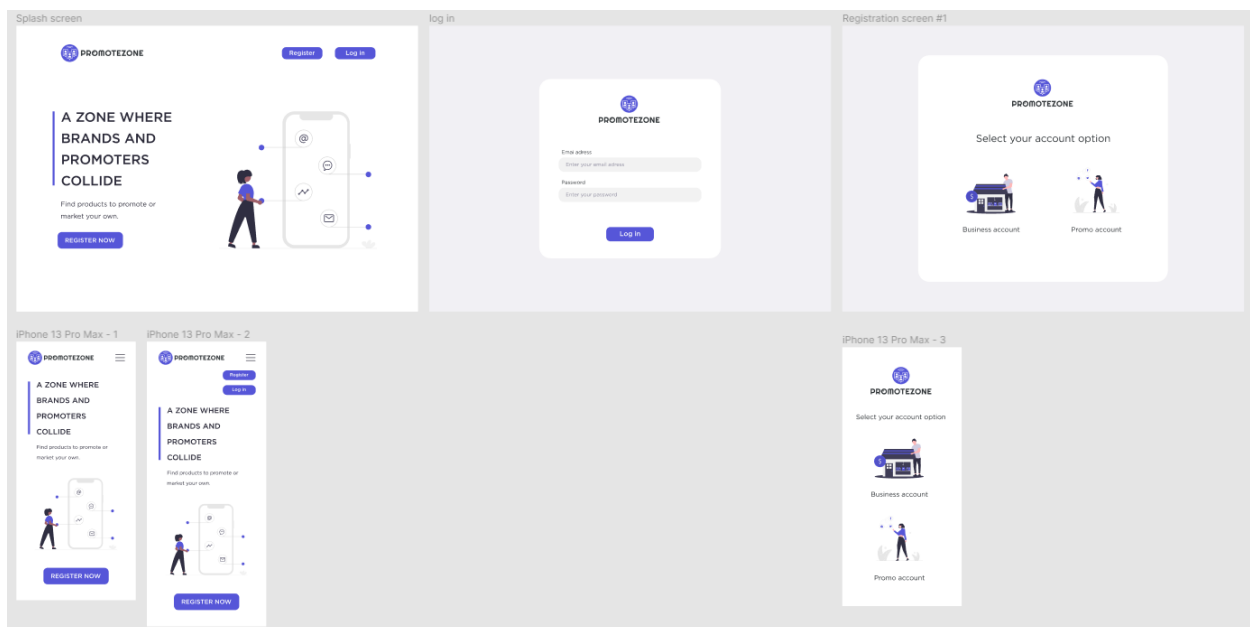 Splash screen
PROMOTEZONE
Register
Log in
A ZONE WHERE
BRANDS AND
PROMOTERS
COLLIDE
Find products to promote or
market your own.
REGISTER NOW
@
log in
PROMOTEZONE
Emai adress
Enter your email adress
Password
Enter your password
Log in
Registration screen #1
PROMOTEZONE
Select your account option
$
Business account
Promo account
iPhone 13 Pro Max - 1
PROMOTEZONE
A ZONE WHERE
BRANDS AND
PROMOTERS
COLLIDE
Find products to promote or
market your own.
@
REGISTER NOW
iPhone 13 Pro Max - 2
PROMOTEZONE
Register
Log in
A ZONE WHERE
BRANDS AND
PROMOTERS
COLLIDE
Find products to promote or
market your own.
@
REGISTER NOW
iPhone 13 Pro Max - 3
PROMOTEZONE
Select your account option
$
Business account
Promo account